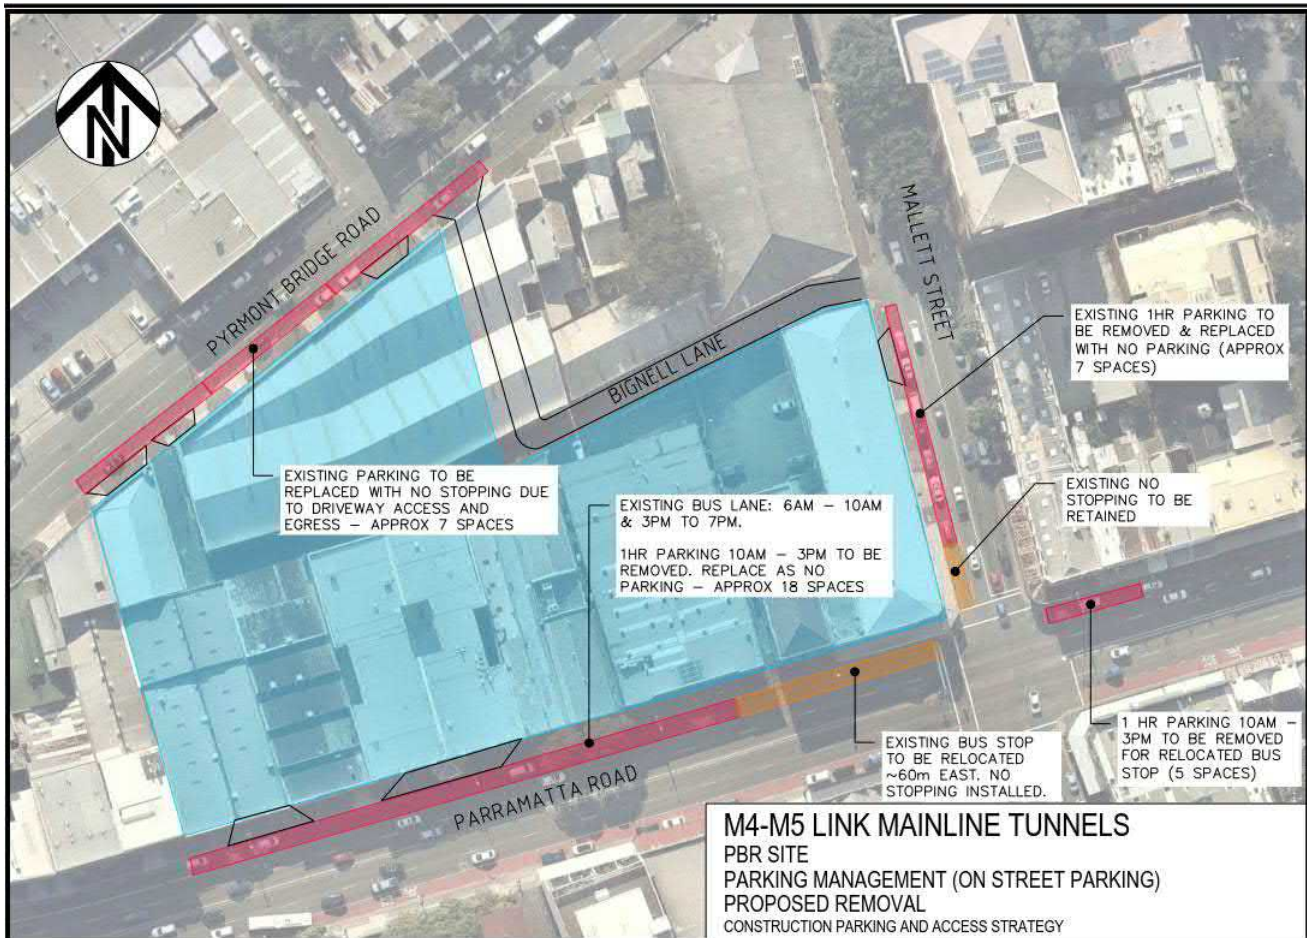 N
PYRMONT BRIDGE ROAD
MALLETT STREET
BIGNELL LANE
EXISTING 1HR PARKING TO
BE REMOVED & REPLACED
WITH NO PARKING (APPROX
7 SPACES)
EXISTING PARKING TO BE
REPLACED WITH NO STOPPING DUE
TO DRIVEWAY ACCESS AND
EGRESS – APPROX 7 SPACES
EXISTING BUS LANE: 6AM – 10AM
& 3PM TO 7PM.
1HR PARKING 10AM – 3PM TO BE
REMOVED. REPLACE AS NO
PARKING – APPROX 18 SPACES
EXISTING NO
STOPPING TO BE
RETAINED
EXISTING BUS STOP
TO BE RELOCATED
~60m EAST. NO
STOPPING INSTALLED.
1 HR PARKING 10AM –
3PM TO BE REMOVED
FOR RELOCATED BUS
STOP (5 SPACES)
PARRAMATTA ROAD
M4-M5 LINK MAINLINE TUNNELS
PBR SITE
PARKING MANAGEMENT (ON STREET PARKING)
PROPOSED REMOVAL
CONSTRUCTION PARKING AND ACCESS STRATEGY